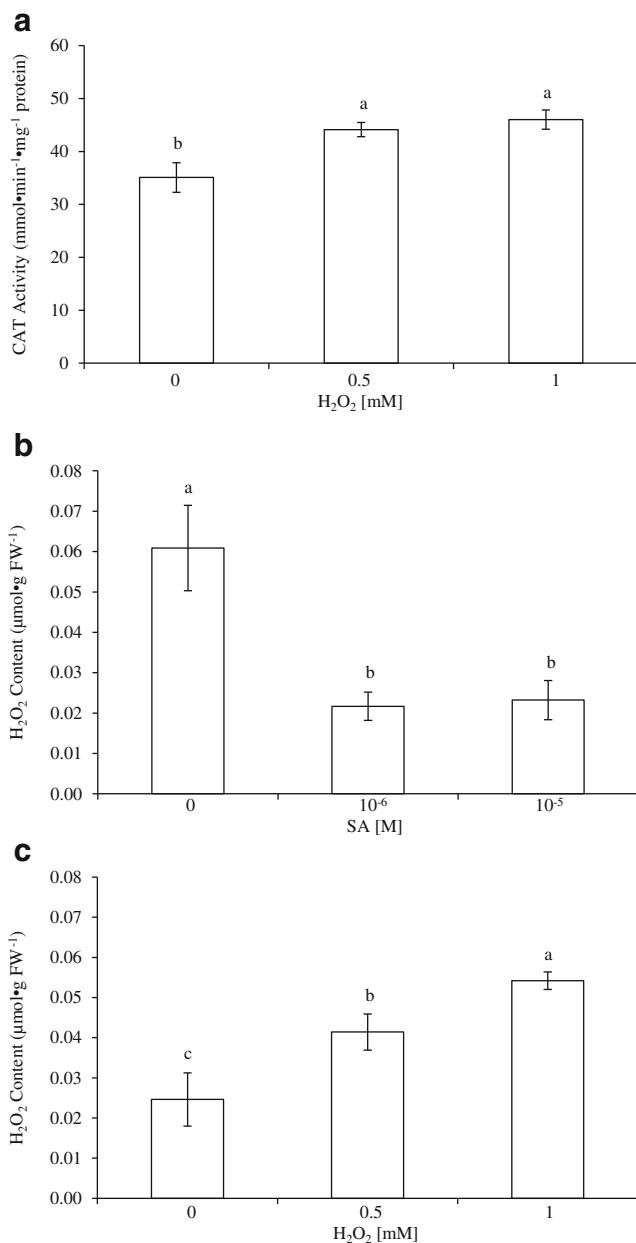 a
CAT Activity (mmol•min⁻¹•mg⁻¹ protein)
60
50
40
30
20
10
0
b
a
a
0
0.5
1
H₂O₂ [mM]
b
H₂O₂ Content (μmol•g FW⁻¹)
0.08
0.07
0.06
0.05
0.04
0.03
0.02
0.01
0.00
a
b
b
0
10⁻⁶
10⁻⁵
SA [M]
c
H₂O₂ Content (μmol•g FW⁻¹)
0.08
0.07
0.06
0.05
0.04
0.03
0.02
0.01
0.00
c
b
a
0
0.5
1
H₂O₂ [mM]